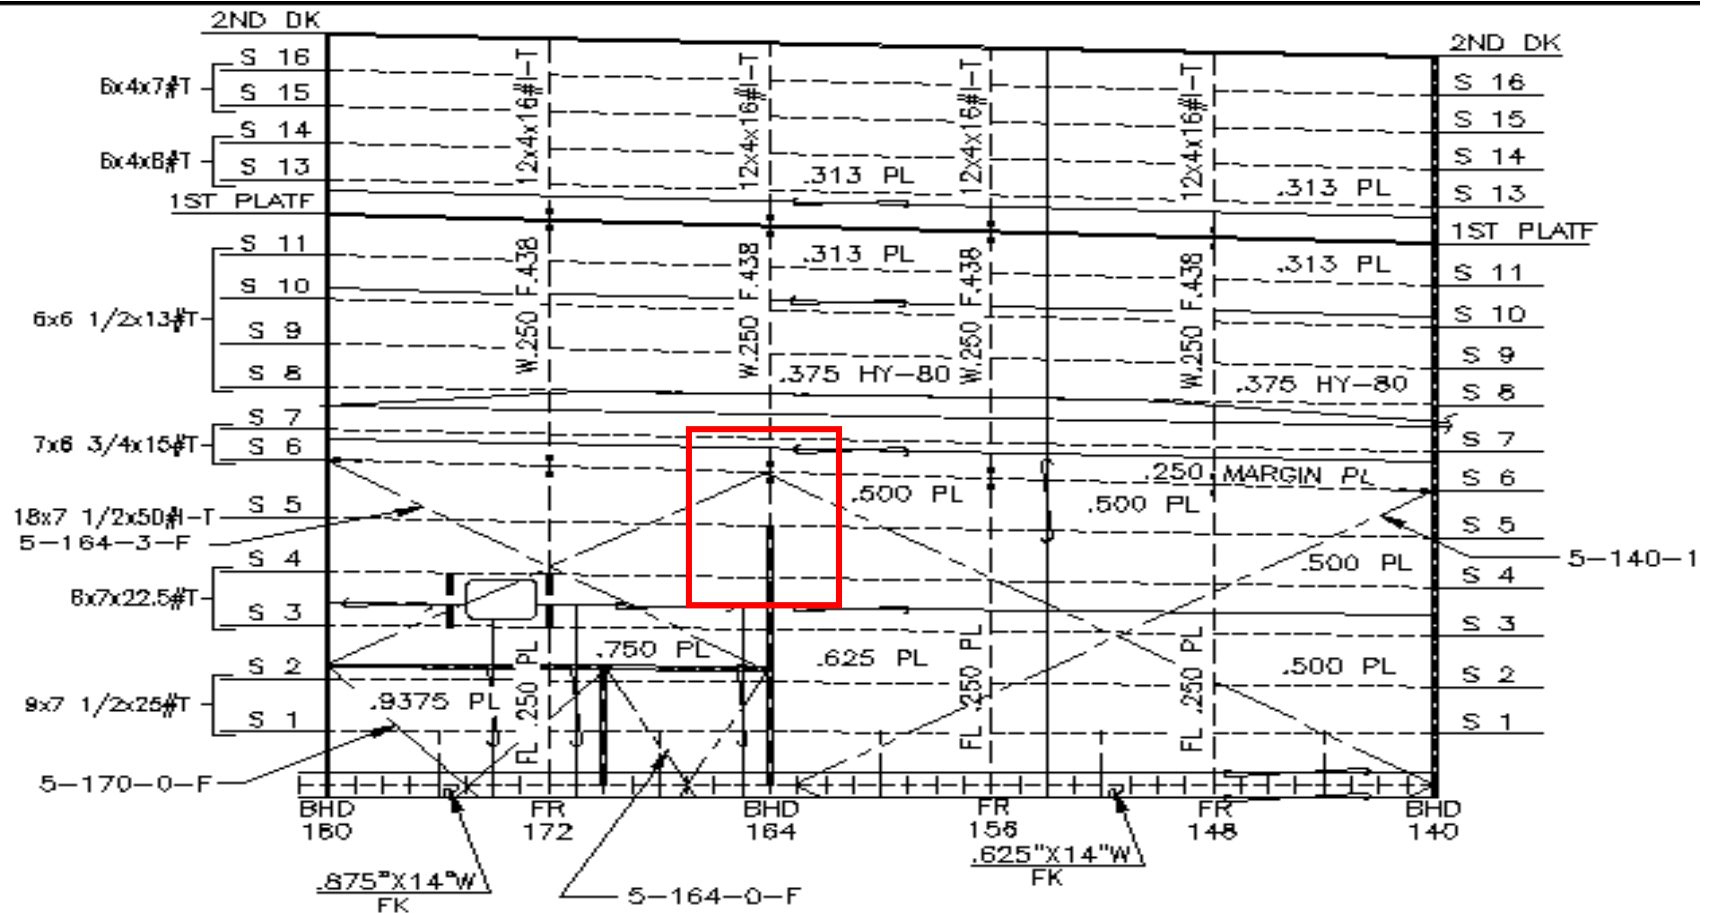 2ND DK
2ND DK
S 16
S 16
6x4x7#T
S 15
S 15
S 14
S 14
6x4x8#T
S 13
S 13
12x4x16#I-T
12x4x16#I-T
12x4x16#I-T
12x4x16#I-T
.313 PL
.313 PL
1ST PLATF
1ST PLATF
S 11
S 11
.313 PL
.313 PL
S 10
S 10
6x6 1/2x13#T
S 9
S 9
W.250 F.438
W.250 F.438
W.250 F.438
W.250 F.438
S 8
S 8
.375 HY-80
.375 HY-80
S 7
S 7
7x6 3/4x15#T
S 6
S 6
.250 MARGIN PL
.500 PL
.500 PL
S 5
S 5
18x7 1/2x50#I-T
5-164-3-F
5-140-1
.500 PL
S 4
S 4
8x7x22.5#T
S 3
S 3
.750 PL
.625 PL
.500 PL
S 2
S 2
.9375 PL
9x7 1/2x25#T
S 1
S 1
FL .250 PL
FL .250 PL
FL .250 PL
5-170-0-F
BHD
180
FR
172
BHD
164
FR
156
FR
148
BHD
140
.875"X14"W
FK
5-164-0-F
.625"X14"W
FK